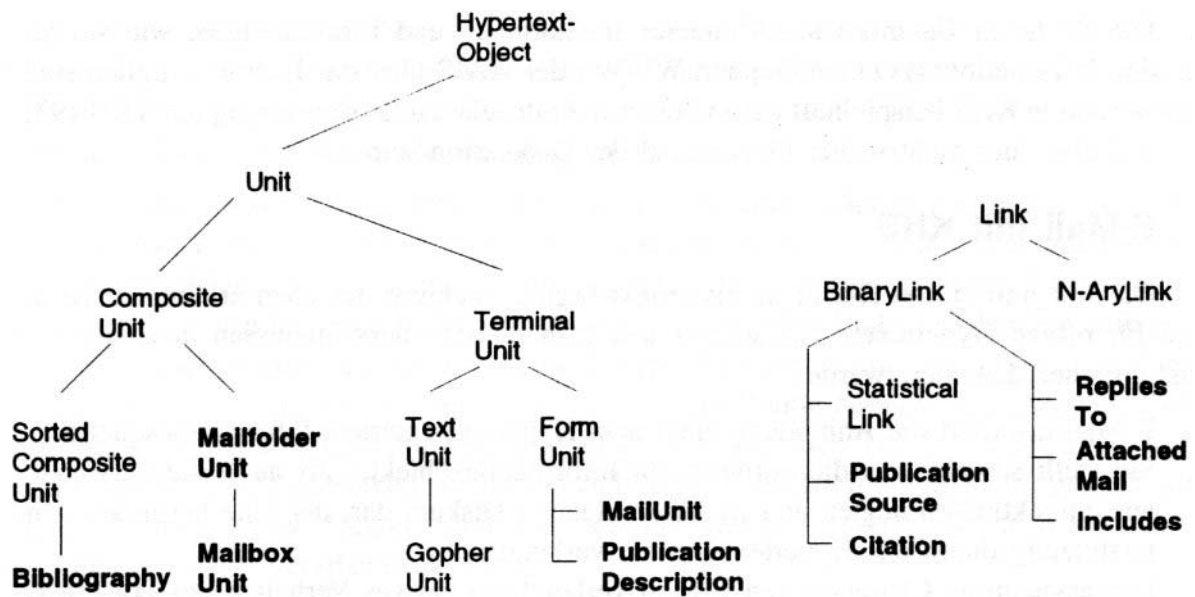 Hypertext-
Object
Unit
Composite
Unit
Terminal
Unit
Sorted
Composite
Unit
Mailfolder
Unit
Text
Unit
Form
Unit
Bibliography
Mailbox
Unit
Gopher
Unit
MailUnit
Publication
Description
Link
BinaryLink
N-AryLink
Statistical
Link
Publication
Source
Citation
Replies
To
Attached
Mail
Includes